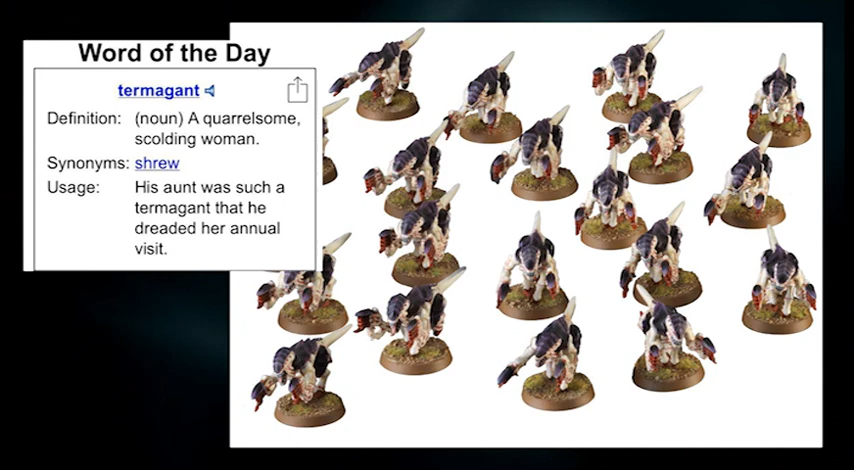 Word of the Day
termagant
Definition: (noun) A quarrelsome,
scolding woman.
Synonyms: shrew
Usage: His aunt was such a
termagant that he
dreaded her annual
visit.